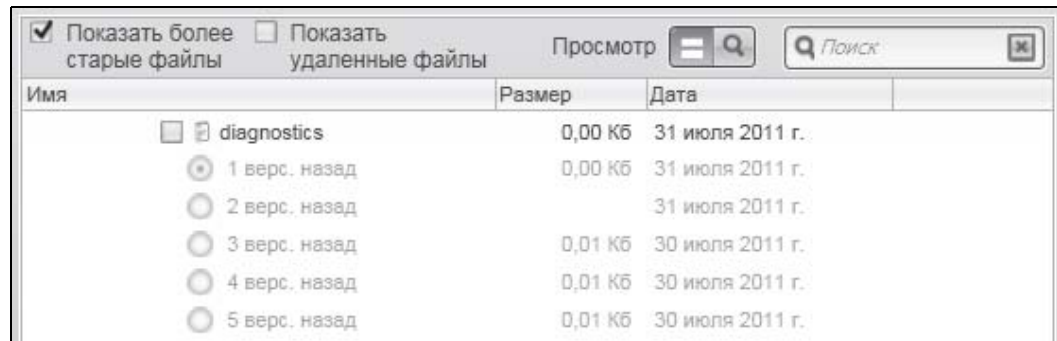 Показать более старые файлы
Показать удаленные файлы
Просмотр
Поиск
Имя Размер Дата
diagnostics 0,00 Кб 31 июля 2011 г.
1 верс. назад 0,00 Кб 31 июля 2011 г.
2 верс. назад 31 июля 2011 г.
3 верс. назад 0,01 Кб 30 июля 2011 г.
4 верс. назад 0,01 Кб 30 июля 2011 г.
5 верс. назад 0,01 Кб 30 июля 2011 г.